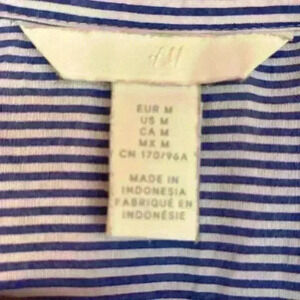 H&M
EUR M
US M
CA M
MX M
CN 170/96A
MADE IN
INDONESIA
FABRIQUÉ EN
INDONÉSIE